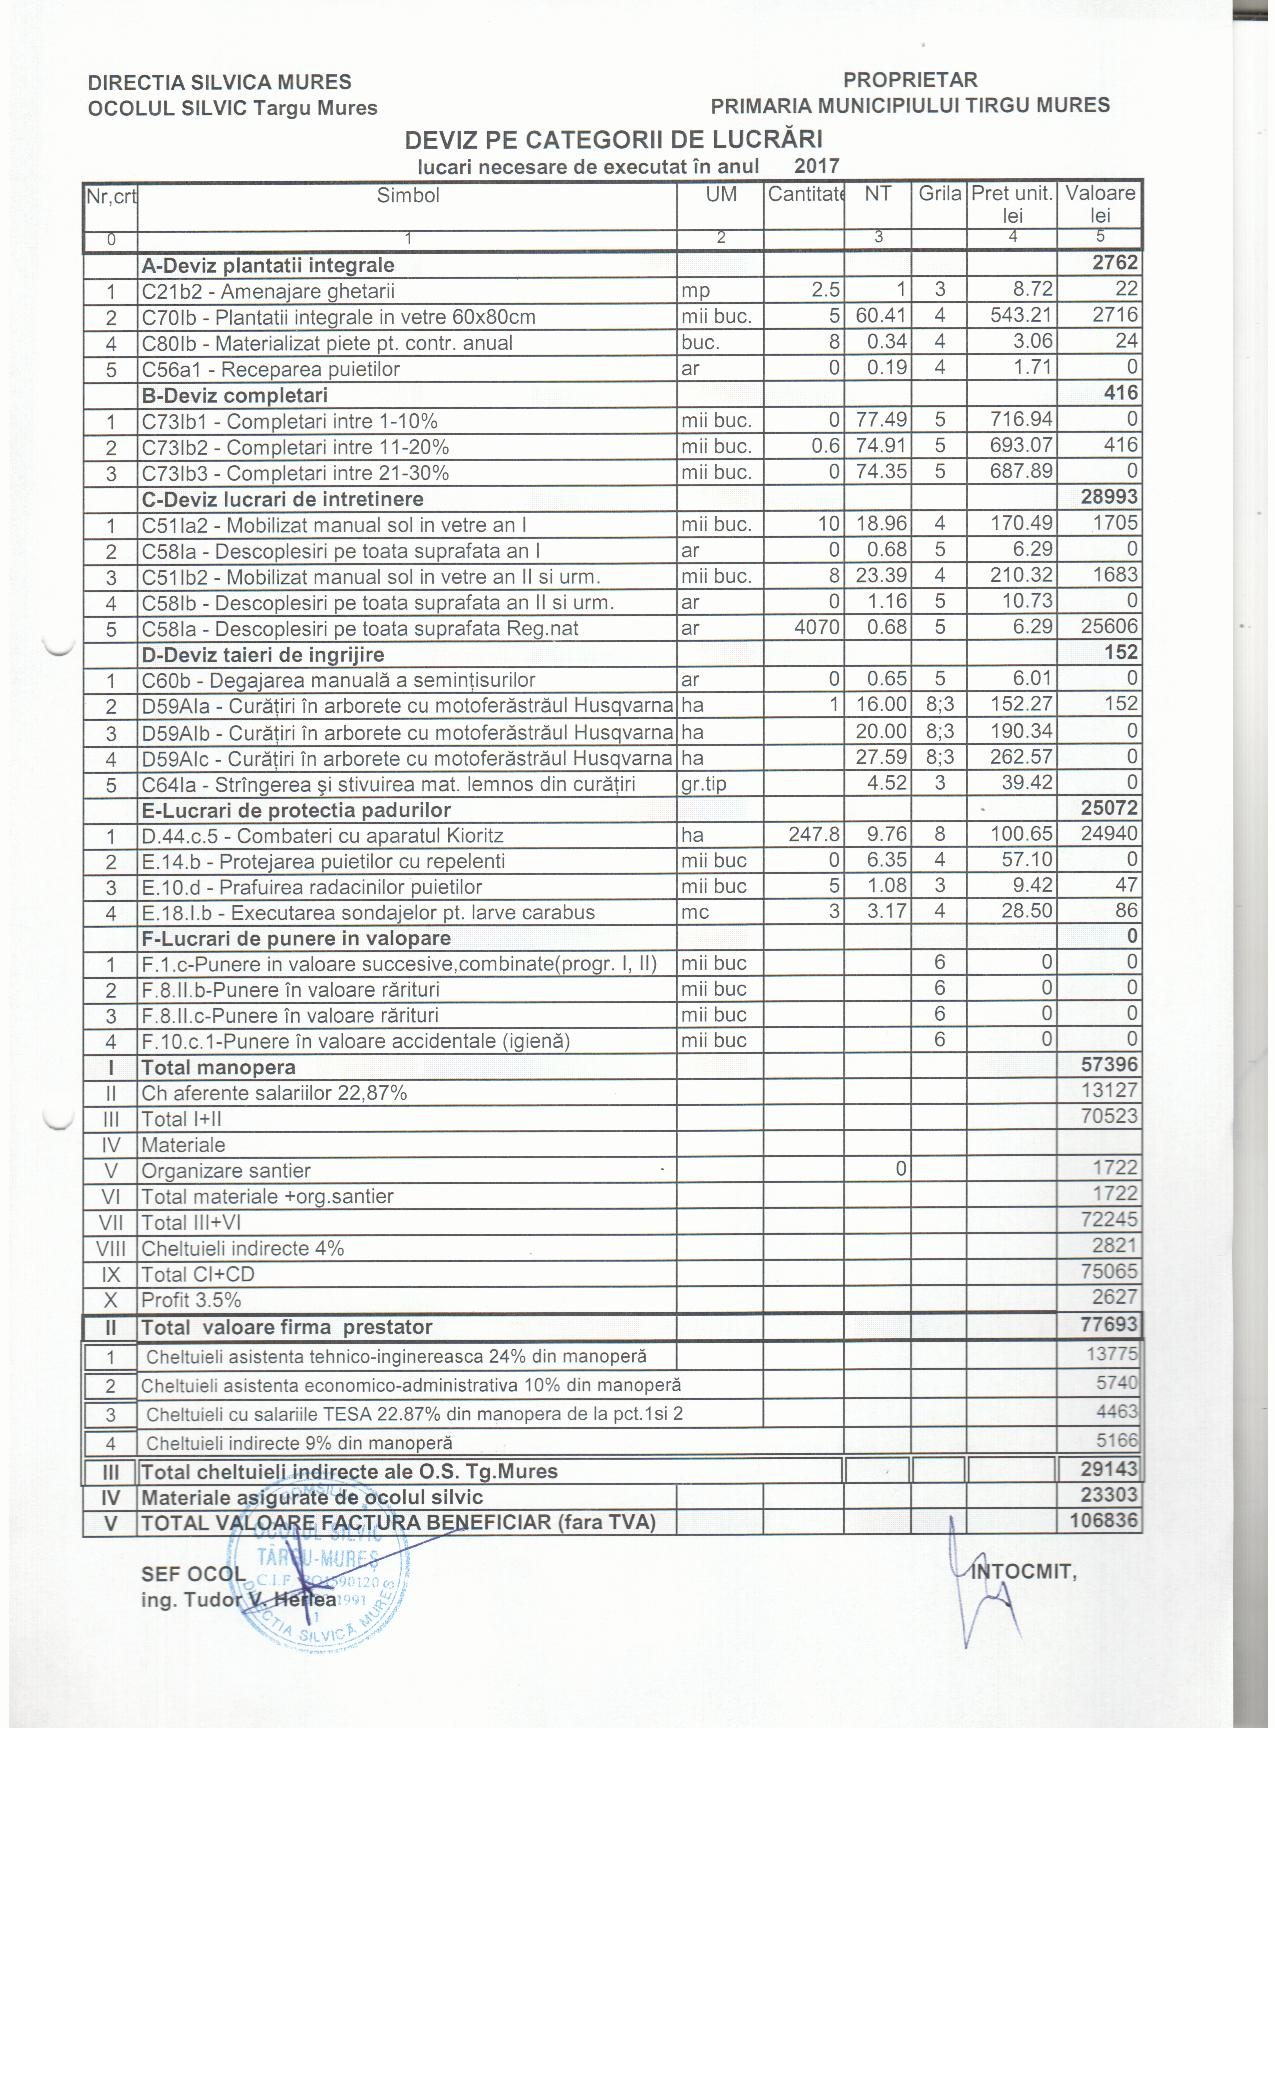 DIRECTIA SILVICA MURES PROPRIETAR
OCOLUL SILVIC Targu Mures PRIMARIA MUNICIPIULUI TIRGU MURES
DEVIZ PE CATEGORII DE LUCRĂRI
lucari necesare de executat în anul 2017
Nr,crt Simbol UM Cantitate NT Grila Pret unit. lei Valoare lei
0 1 2 3 4 5
A-Deviz plantatii integrale 2762
1 C21b2 - Amenajare ghetarii mp 2.5 1 3 8.72 22
2 C70Ib - Plantatii integrale in vetre 60x80cm mii buc. 5 60.41 4 543.21 2716
4 C80Ib - Materializat piete pt. contr. anual buc. 8 0.34 4 3.06 24
5 C56a1 - Receparea puietilor ar 0 0.19 4 1.71 0
B-Deviz completari 416
1 C73Ib1 - Completari intre 1-10% mii buc. 0 77.49 5 716.94 0
2 C73Ib2 - Completari intre 11-20% mii buc. 0.6 74.91 5 693.07 416
3 C73Ib3 - Completari intre 21-30% mii buc. 0 74.35 5 687.89 0
C-Deviz lucrari de intretinere 28993
1 C51Ia2 - Mobilizat manual sol in vetre an I mii buc. 10 18.96 4 170.49 1705
2 C58Ia - Descoplesiri pe toata suprafata an I ar 0 0.68 5 6.29 0
3 C51Ib2 - Mobilizat manual sol in vetre an II si urm. mii buc. 8 23.39 4 210.32 1683
4 C58Ib - Descoplesiri pe toata suprafata an II si urm. ar 0 1.16 5 10.73 0
5 C58Ia - Descoplesiri pe toata suprafata Reg.nat ar 4070 0.68 5 6.29 25606
D-Deviz taieri de ingrijire 152
1 C60b - Degajarea manuală a semințisurilor ar 0 0.65 5 6.01 0
2 D59AIa - Curățiri în arborete cu motoferăstrăul Husqvarna ha 1 16.00 8;3 152.27 152
3 D59AIb - Curățiri în arborete cu motoferăstrăul Husqvarna ha 20.00 8;3 190.34 0
4 D59AIc - Curățiri în arborete cu motoferăstrăul Husqvarna ha 27.59 8;3 262.57 0
5 C64Ia - Strîngerea şi stivuirea mat. lemnos din curățiri gr.tip 4.52 3 39.42 0
E-Lucrari de protectia padurilor 25072
1 D.44.c.5 - Combateri cu aparatul Kioritz ha 247.8 9.76 8 100.65 24940
2 E.14.b - Protejarea puietilor cu repelenti mii buc 0 6.35 4 57.10 0
3 E.10.d - Prafuirea radacinilor puietilor mii buc 5 1.08 3 9.42 47
4 E.18.I.b - Executarea sondajelor pt. larve carabus mc 3 3.17 4 28.50 86
F-Lucrari de punere in valopare 0
1 F.1.c-Punere in valoare succesive,combinate(progr. I, II) mii buc 6 0 0
2 F.8.II.b-Punere în valoare rărituri mii buc 6 0 0
3 F.8.II.c-Punere în valoare rărituri mii buc 6 0 0
4 F.10.c.1-Punere în valoare accidentale (igienă) mii buc 6 0 0
I Total manopera 57396
II Ch aferente salariilor 22,87% 13127
III Total I+II 70523
IV Materiale
V Organizare santier 0 1722
VI Total materiale +org.santier 1722
VII Total III+VI 72245
VIII Cheltuieli indirecte 4% 2821
IX Total CI+CD 75065
X Profit 3.5% 2627
II Total valoare firma prestator 77693
1 Cheltuieli asistenta tehnico-inginereasca 24% din manoperă 13775
2 Cheltuieli asistenta economico-administrativa 10% din manoperă 5740
3 Cheltuieli cu salariile TESA 22.87% din manopera de la pct.1si 2 4463
4 Cheltuieli indirecte 9% din manoperă 5166
III Total cheltuieli indirecte ale O.S. Tg.Mures 29143
IV Materiale asigurate de ocolul silvic 23303
V TOTAL VALOARE FACTURA BENEFICIAR (fara TVA) 106836
OCOLUL SILVIC
TÂRGU-MUREȘ
DIRECTIA SILVICĂ MUREȘ
SEF OCOL INTOCMIT,
ing. Tudor V. Hertea